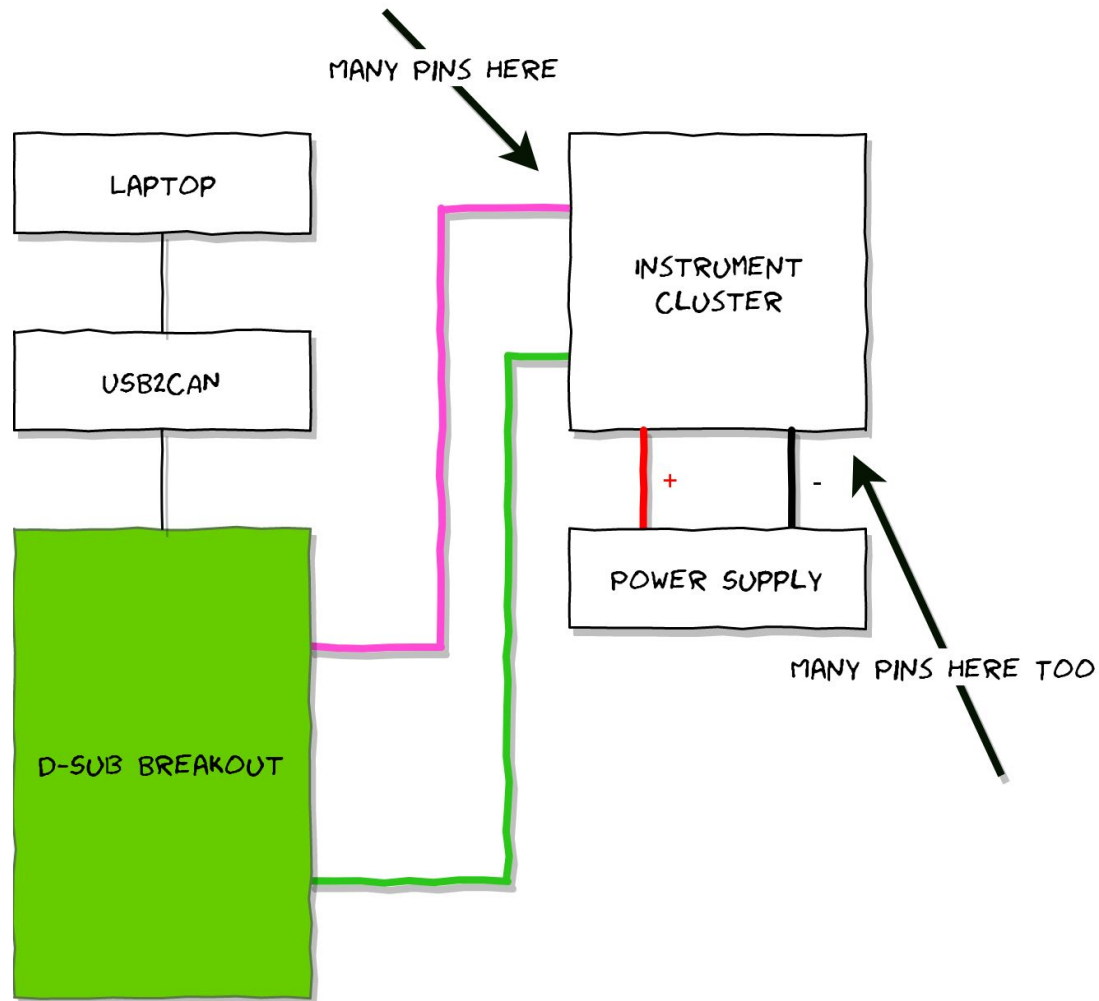 MANY PINS HERE
LAPTOP
INSTRUMENT
CLUSTER
USB2CAN
+
-
POWER SUPPLY
MANY PINS HERE TOO
D-SUB BREAKOUT